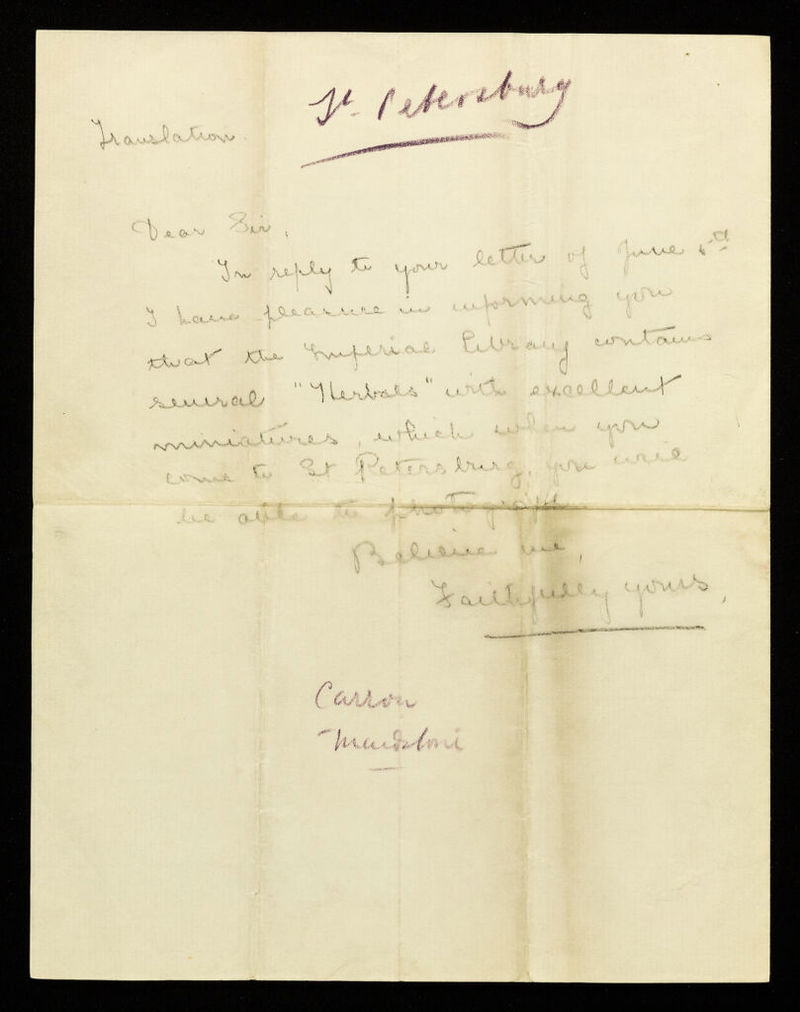 St. Petersburg
Translation.
Dear Sir,
In reply to your letter of June 5th
I have pleasure in informing you
that the Imperial Library contains
several "Herbals" with excellent
miniatures, which when you
come to St Petersburg, you will
be able to photograph.
Believe me,
Faithfully yours,
Carron